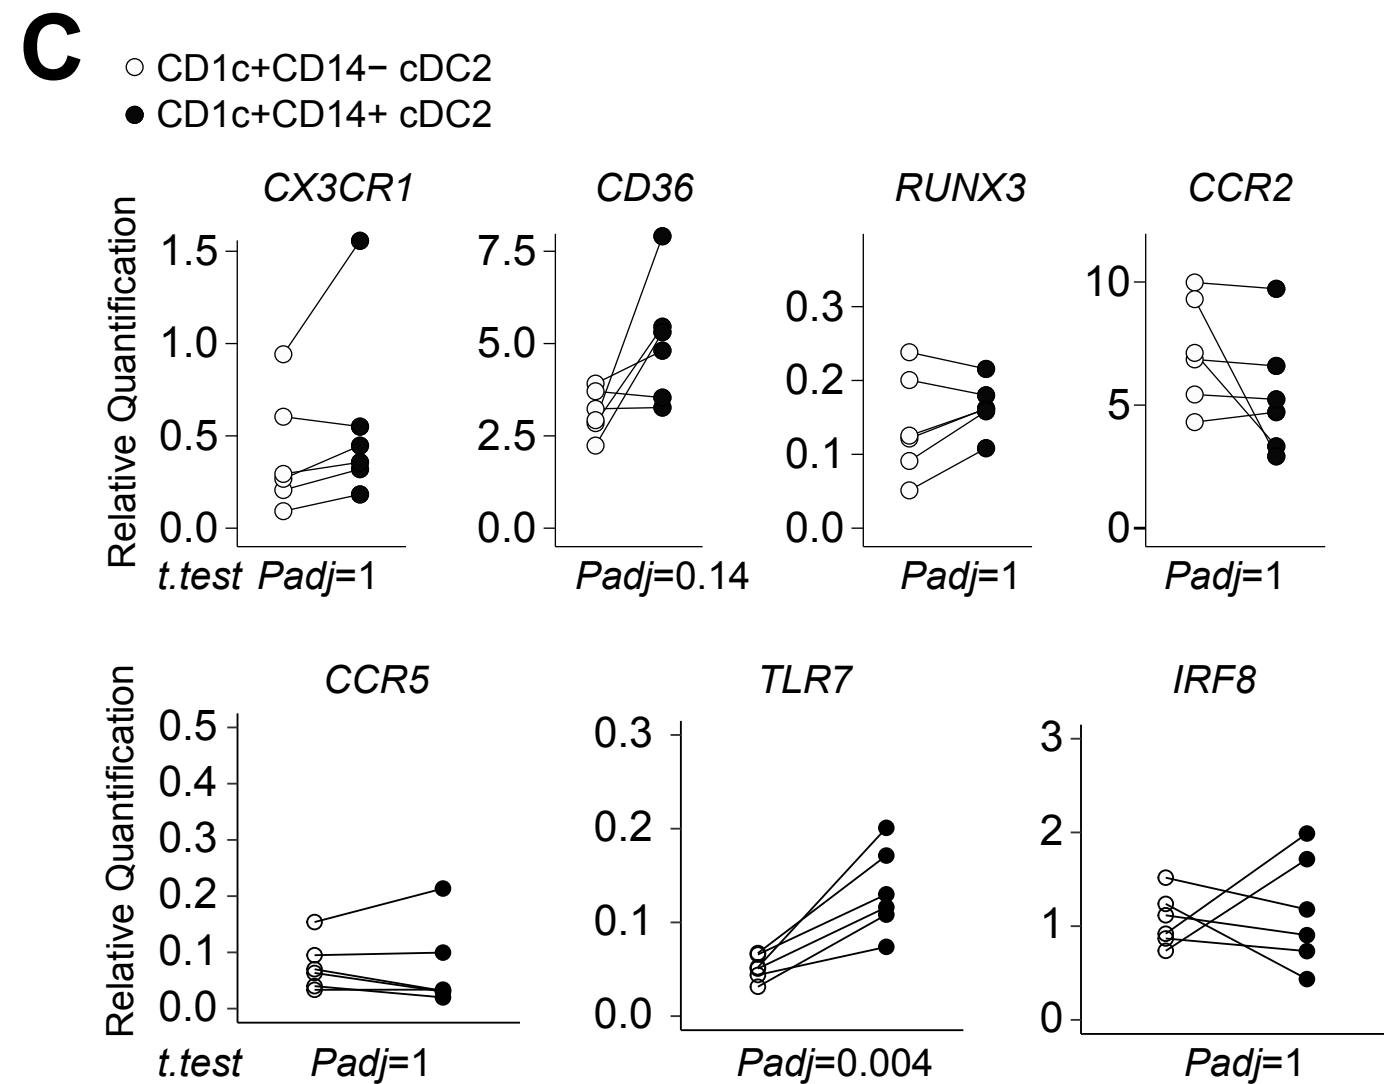 C
CD1c+CD14− cDC2
CD1c+CD14+ cDC2
CX3CR1
CD36
RUNX3
CCR2
Relative Quantification
1.5
1.0
0.5
0.0
7.5
5.0
2.5
0.0
0.3
0.2
0.1
0.0
10
5
0
t.test Padj=1
Padj=0.14
Padj=1
Padj=1
CCR5
TLR7
IRF8
Relative Quantification
0.5
0.4
0.3
0.2
0.1
0.0
0.3
0.2
0.1
0.0
3
2
1
0
t.test Padj=1
Padj=0.004
Padj=1